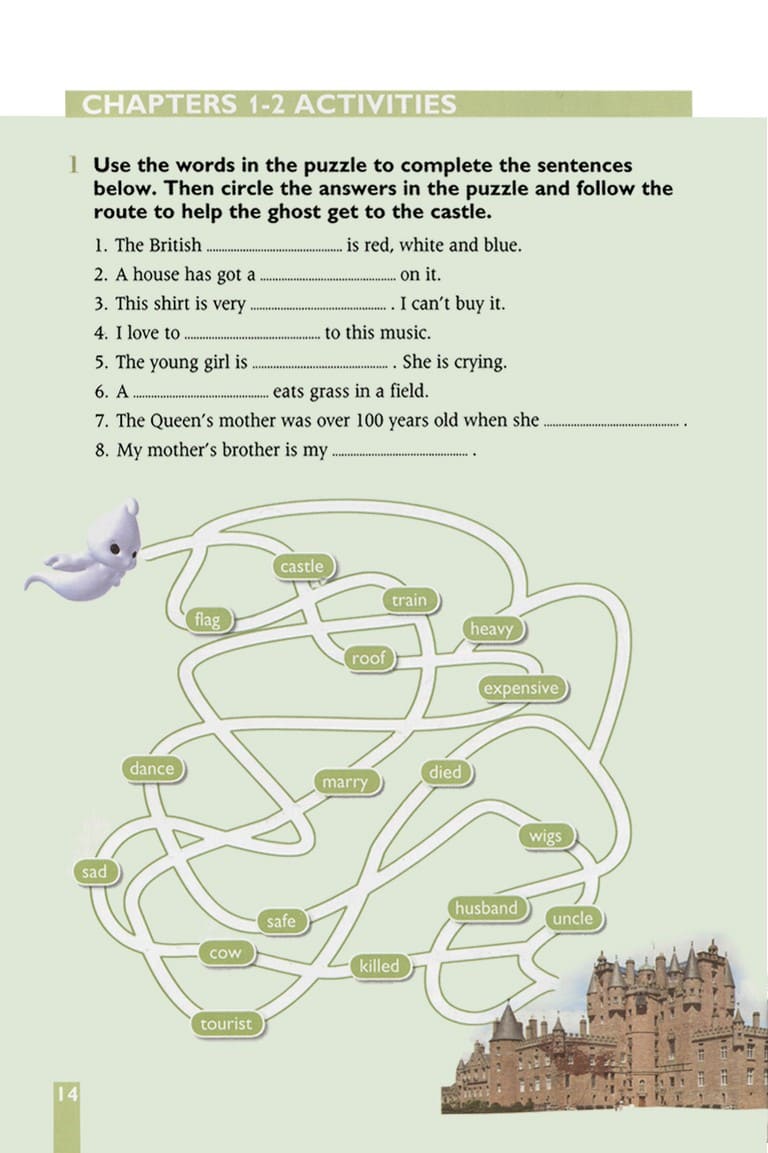 CHAPTERS 1-2 ACTIVITIES
1 Use the words in the puzzle to complete the sentences
below. Then circle the answers in the puzzle and follow the
route to help the ghost get to the castle.
1. The British ............................................. is red, white and blue.
2. A house has got a ............................................. on it.
3. This shirt is very ............................................. . I can't buy it.
4. I love to ............................................. to this music.
5. The young girl is ............................................. . She is crying.
6. A ............................................. eats grass in a field.
7. The Queen's mother was over 100 years old when she ............................................. .
8. My mother's brother is my ............................................. .
castle
train
flag
heavy
roof
expensive
dance
marry
died
wigs
sad
husband
safe
uncle
cow
killed
tourist
14